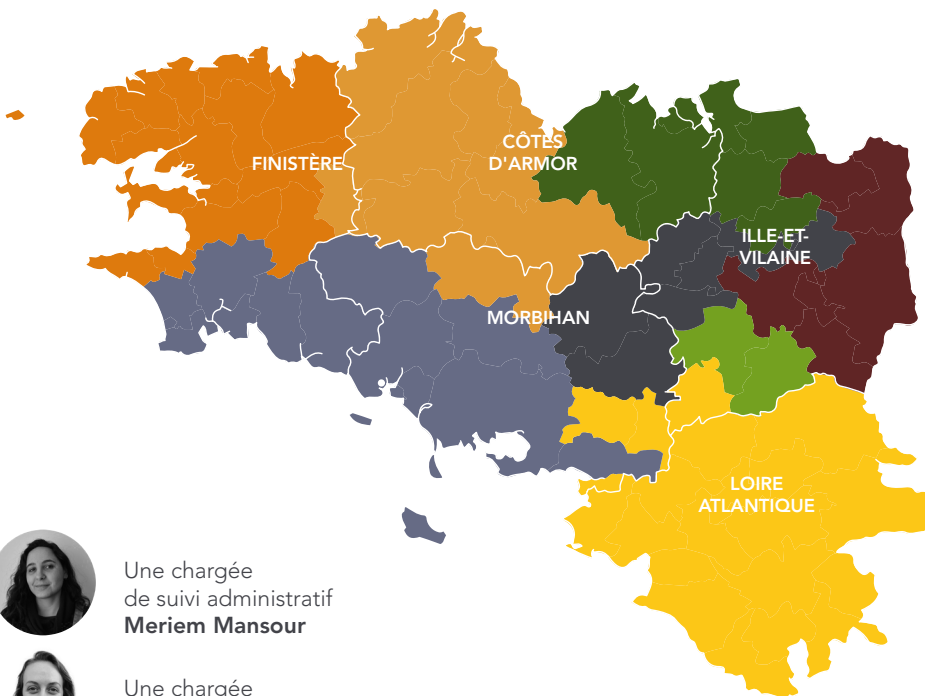 CÔTES
D'ARMOR
FINISTÈRE
ILLE-ET-
VILAINE
MORBIHAN
LOIRE
ATLANTIQUE
Une chargée
de suivi administratif
Meriem Mansour
Une chargée